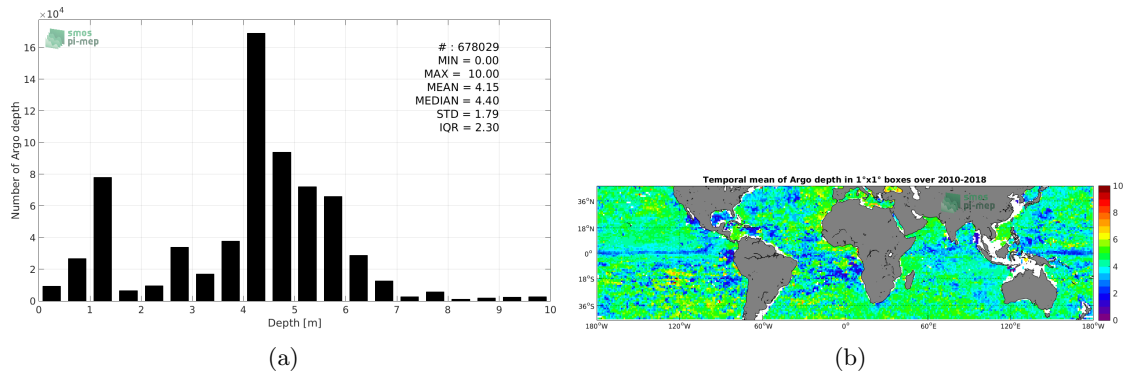 ×10⁴
smos
pi-mep
# : 678029
MIN = 0.00
MAX = 10.00
MEAN = 4.15
MEDIAN = 4.40
STD = 1.79
IQR = 2.30
16
14
12
10
8
6
4
2
0
Number of Argo depth
0 1 2 3 4 5 6 7 8 9 10
Depth [m]
(a)
Temporal mean of Argo depth in 1°x1° boxes over 2010-2018
smos
pi-mep
36°N
18°N
0°
18°S
36°S
180°W 120°W 60°W 0° 60°E 120°E 180°W
10
8
6
4
2
0
(b)